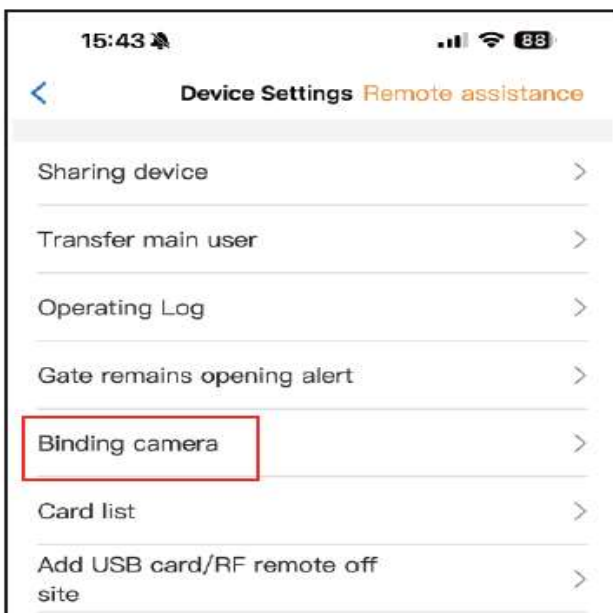 15:43 88
Device Settings Remote assistance
Sharing device
Transfer main user
Operating Log
Gate remains opening alert
Binding camera
Card list
Add USB card/RF remote off
site